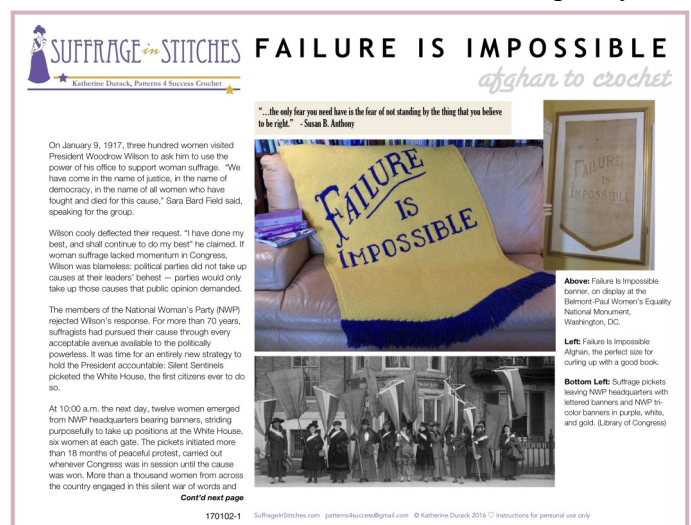 SUFFRAGE in STITCHES
Katherine Durack, Patterns 4 Success Crochet
FAILURE IS IMPOSSIBLE
afghan to crochet
"...the only fear you need have is the fear of not standing by the thing that you believe
to be right." - Susan B. Anthony
On January 9, 1917, three hundred women visited
President Woodrow Wilson to ask him to use the
power of his office to support woman suffrage. "We
have come in the name of justice, in the name of
democracy, in the name of all women who have
fought and died for this cause," Sara Bard Field said,
speaking for the group.
Wilson cooly deflected their request. "I have done my
best, and shall continue to do my best" he claimed. If
woman suffrage lacked momentum in Congress,
Wilson was blameless: political parties did not take up
causes at their leaders' behest — parties would only
take up those causes that public opinion demanded.
The members of the National Woman's Party (NWP)
rejected Wilson's response. For more than 70 years,
suffragists had pursued their cause through every
acceptable avenue available to the politically
powerless. It was time for an entirely new strategy to
hold the President accountable: Silent Sentinels
picketed the White House, the first citizens ever to do
so.
At 10:00 a.m. the next day, twelve women emerged
from NWP headquarters bearing banners, striding
purposefully to take up positions at the White House,
six women at each gate. The pickets initiated more
than 18 months of peaceful protest, carried out
whenever Congress was in session until the cause
was won. More than a thousand women from across
the country engaged in this silent war of words and
Cont'd next page
FAILURE
IS
IMPOSSIBLE
FAILURE
IS
IMPOSSIBLE
Above: Failure Is Impossible
banner, on display at the
Belmont-Paul Women's Equality
National Monument,
Washington, DC.
Left: Failure Is Impossible
Afghan, the perfect size for
curling up with a good book.
Bottom Left: Suffrage pickets
leaving NWP headquarters with
lettered banners and NWP tri-
color banners in purple, white,
and gold. (Library of Congress)
170102-1
SuffrageInStitches.com patterns4success@gmail.com © Katherine Durack 2016 ♡ Instructions for personal use only